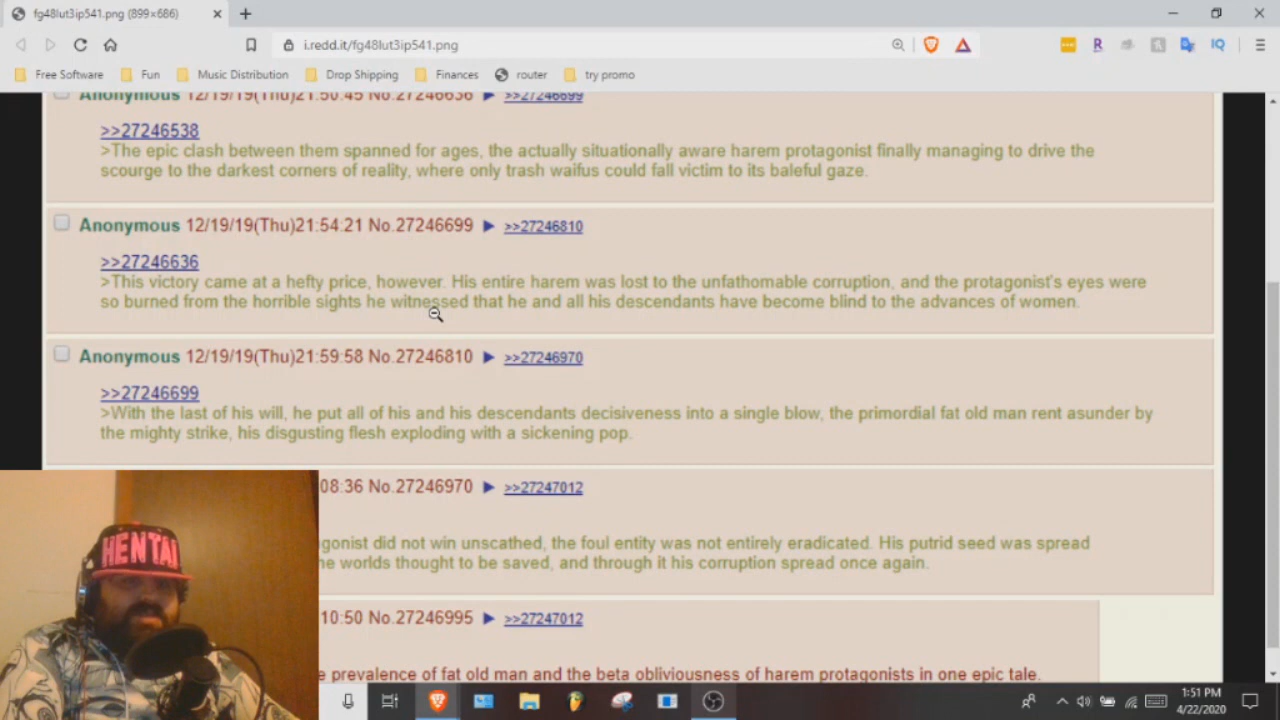 fg48lut3ip541.png (899×686)
i.redd.it/fg48lut3ip541.png
Free Software
Fun
Music Distribution
Drop Shipping
Finances
router
try promo
Anonymous 12/19/19(Thu)21:50:45 No.27246636 ▶ >>27246699
>>27246538
>The epic clash between them spanned for ages, the actually situationally aware harem protagonist finally managing to drive the
scourge to the darkest corners of reality, where only trash waifus could fall victim to its baleful gaze.
Anonymous 12/19/19(Thu)21:54:21 No.27246699 ▶ >>27246810
>>27246636
>This victory came at a hefty price, however. His entire harem was lost to the unfathomable corruption, and the protagonist's eyes were
so burned from the horrible sights he witnessed that he and all his descendants have become blind to the advances of women.
Anonymous 12/19/19(Thu)21:59:58 No.27246810 ▶ >>27246970
>>27246699
>With the last of his will, he put all of his and his descendants decisiveness into a single blow, the primordial fat old man rent asunder by
the mighty strike, his disgusting flesh exploding with a sickening pop.
08:36 No.27246970 ▶ >>27247012
gonist did not win unscathed, the foul entity was not entirely eradicated. His putrid seed was spread
he worlds thought to be saved, and through it his corruption spread once again.
10:50 No.27246995 ▶ >>27247012
e prevalence of fat old man and the beta obliviousness of harem protagonists in one epic tale.
HENTAI
1:51 PM
4/22/2020